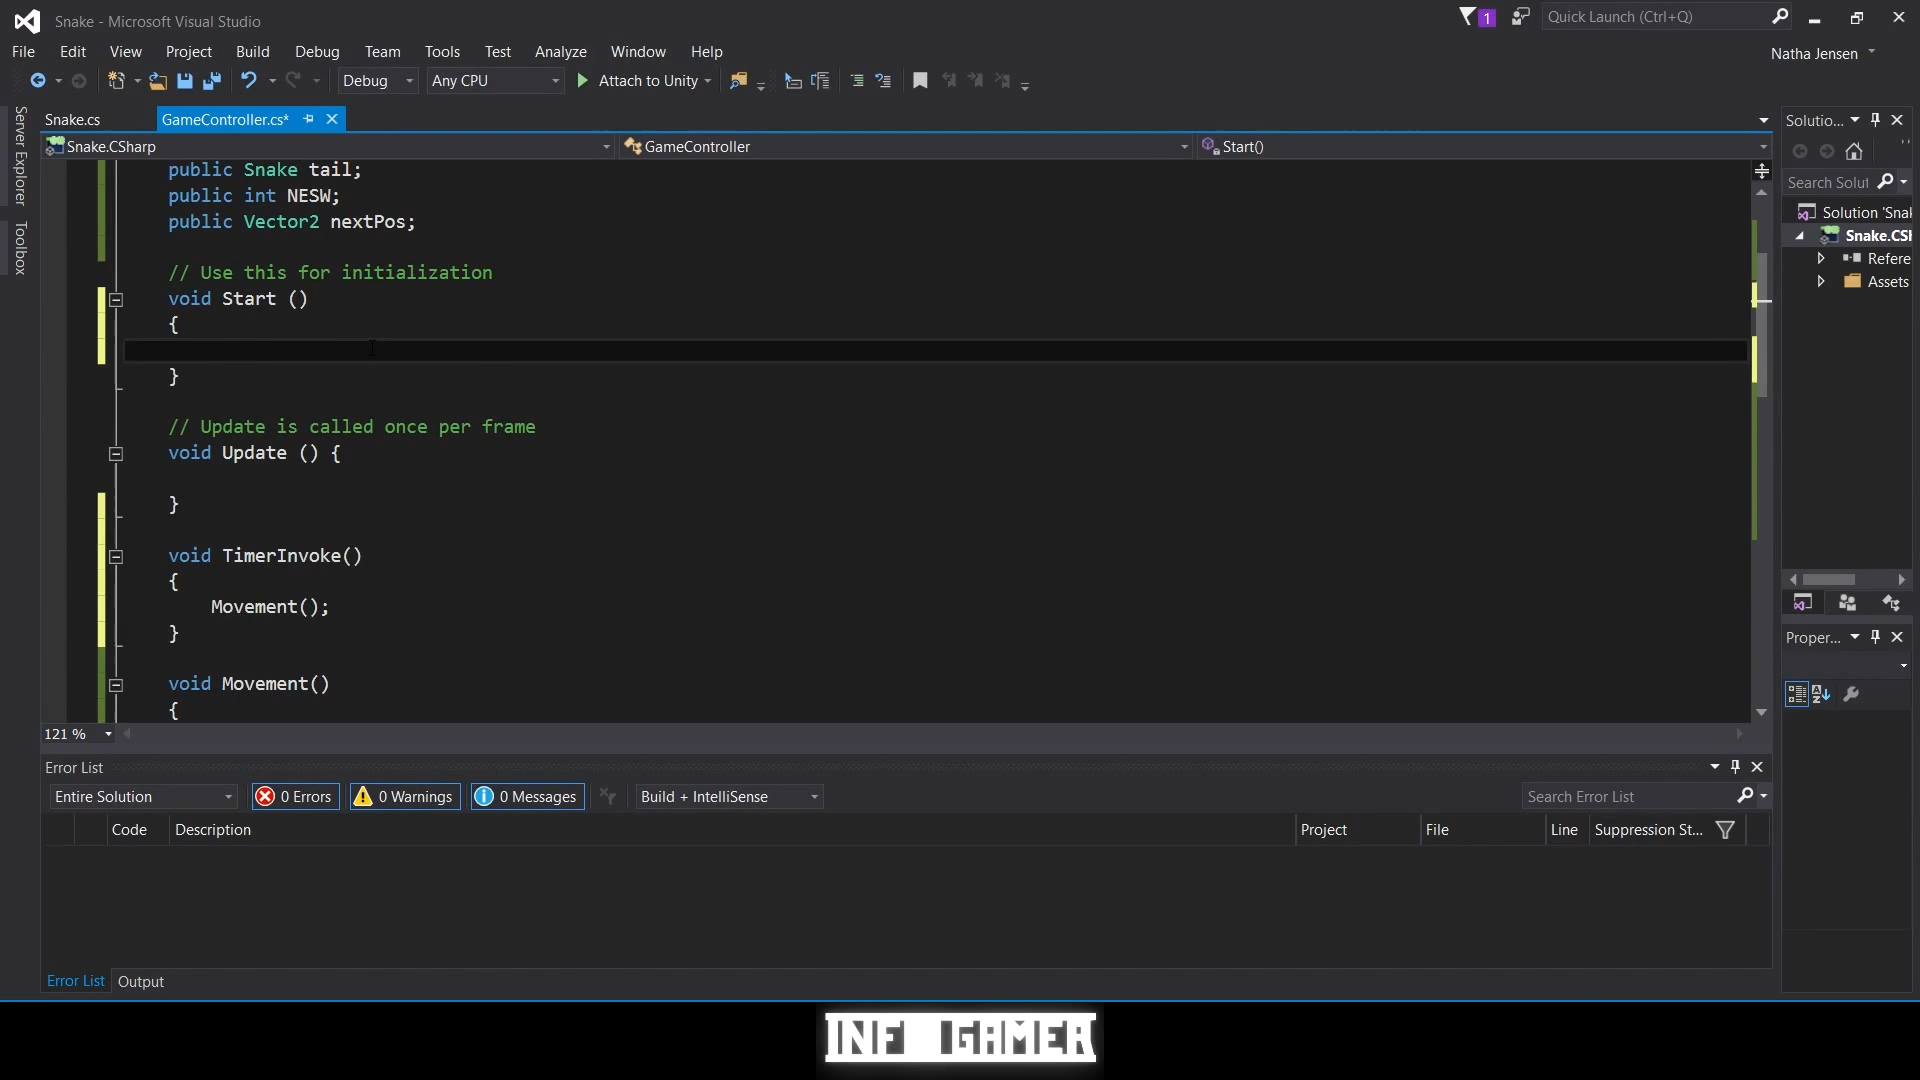 Snake - Microsoft Visual Studio
1
Quick Launch (Ctrl+Q)
File Edit View Project Build Debug Team Tools Test Analyze Window Help
Natha Jensen
Debug Any CPU Attach to Unity
Server Explorer
Toolbox
Snake.cs GameController.cs*
Snake.CSharp GameController Start()
public Snake tail;
public int NESW;
public Vector2 nextPos;
// Use this for initialization
void Start ()
{
}
// Update is called once per frame
void Update () {
}
void TimerInvoke()
{
Movement();
}
void Movement()
{
121 %
Solutio...
Search Solut
Solution 'Snak
Snake.CSh
Refere
Assets
Proper...
Error List
Entire Solution 0 Errors 0 Warnings 0 Messages Build + IntelliSense Search Error List
Code Description Project File Line Suppression St...
Error List Output
INF GAMER